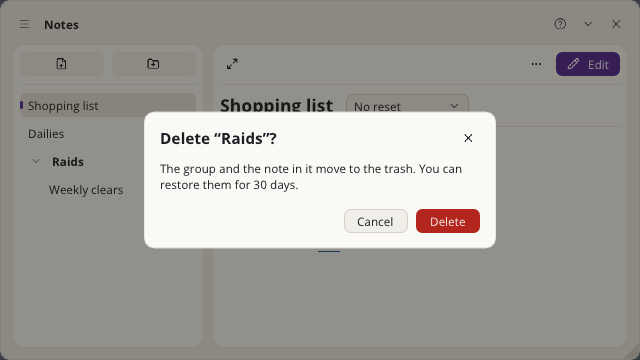 Notes
Edit
Shopping list
Dailies
Raids
Weekly clears
Shopping list
No reset
Delete “Raids”?
The group and the note in it move to the trash. You can
restore them for 30 days.
Cancel
Delete